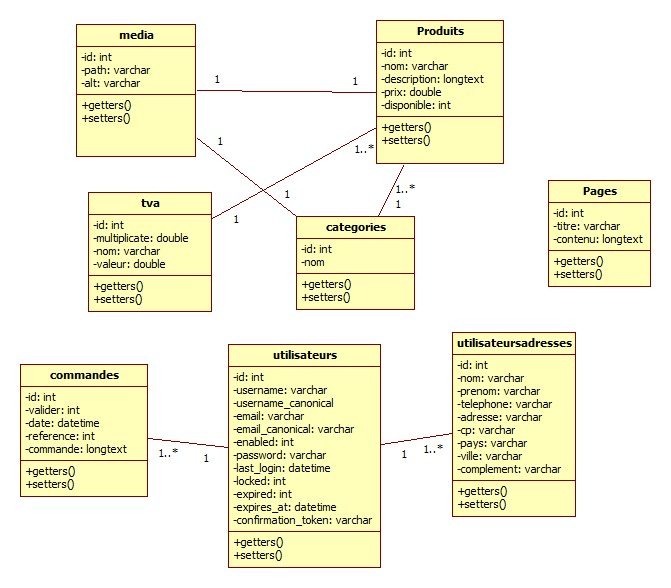 media
-id: int
-path: varchar
-alt: varchar
+getters()
+setters()
1
1
Produits
-id: int
-nom: varchar
-description: longtext
-prix: double
-disponible: int
+getters()
+setters()
1
1
1..*
1
1..*
1
tva
-id: int
-multiplicate: double
-nom: varchar
-valeur: double
+getters()
+setters()
categories
-id: int
-nom
+getters()
+setters()
Pages
-id: int
-titre: varchar
-contenu: longtext
+getters()
+setters()
commandes
-id: int
-valider: int
-date: datetime
-reference: int
-commande: longtext
+getters()
+setters()
1..*
1
utilisateurs
-id: int
-username: varchar
-username_canonical
-email: varchar
-email_canonical: varchar
-enabled: int
-password: varchar
-last_login: datetime
-locked: int
-expired: int
-expires_at: datetime
-confirmation_token: varchar
+getters()
+setters()
1
1..*
utilisateursadresses
-id: int
-nom: varchar
-prenom: varchar
-telephone: varchar
-adresse: varchar
-cp: varchar
-pays: varchar
-ville: varchar
-complement: varchar
+getters()
+setters()